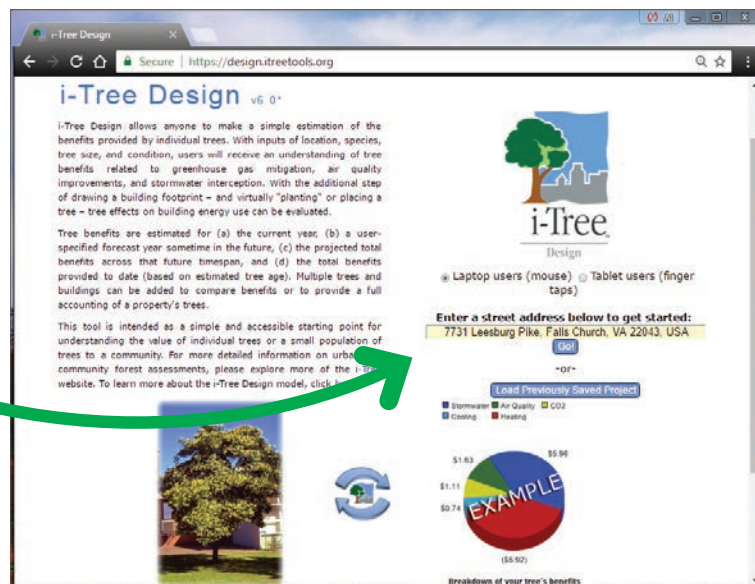 i-Tree Design
Secure | https://design.itreetools.org
i-Tree Design v6.0
i-Tree Design allows anyone to make a simple estimation of the
benefits provided by individual trees. With inputs of location, species,
tree size, and condition, users will receive an understanding of tree
benefits related to greenhouse gas mitigation, air quality
improvements, and stormwater interception. With the additional step
of drawing a building footprint – and virtually "planting" or placing a
tree – tree effects on building energy use can be evaluated.
Tree benefits are estimated for (a) the current year, (b) a user-
specified forecast year sometime in the future, (c) the projected total
benefits across that future timespan, and (d) the total benefits
provided to date (based on estimated tree age). Multiple trees and
buildings can be added to compare benefits or to provide a full
accounting of a property's trees.
This tool is intended as a simple and accessible starting point for
understanding the value of individual trees or a small population of
trees to a community. For more detailed information on
community forest assessments, please explore more of the i-Tree
website. To learn more about the i-Tree Design model, click
i-Tree
Design
Laptop users (mouse) Tablet users (finger
taps)
Enter a street address below to get started:
7731 Leesburg Pike, Falls Church, VA 22043, USA
Go!
-or-
Load Previously Saved Project
Stormwater Air Quality CO2
Cooling Heating
$1.63
$5.96
$1.11
$0.74
EXAMPLE
($5.92)
Breakdown of your tree's benefits